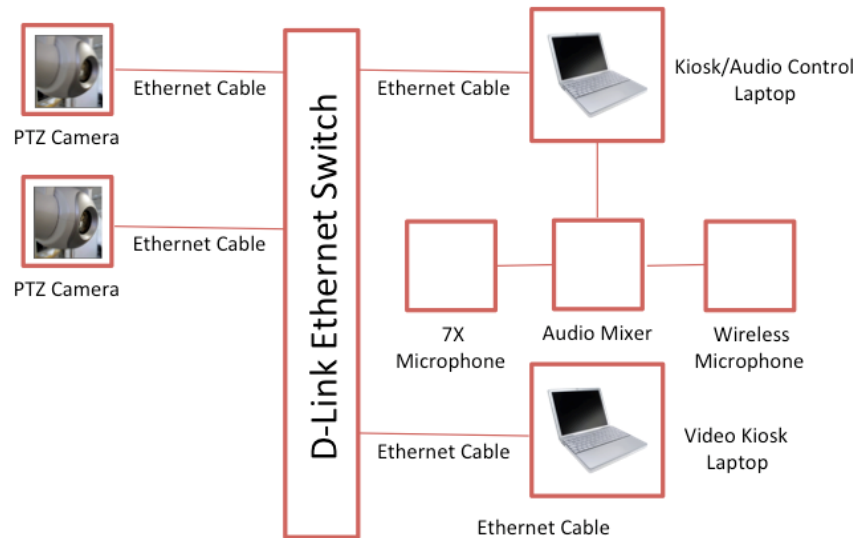 Ethernet Cable
PTZ Camera
Ethernet Cable
PTZ Camera
D-Link Ethernet Switch
Ethernet Cable
Kiosk/Audio Control
Laptop
7X
Microphone
Audio Mixer
Wireless
Microphone
Ethernet Cable
Video Kiosk
Laptop
Ethernet Cable